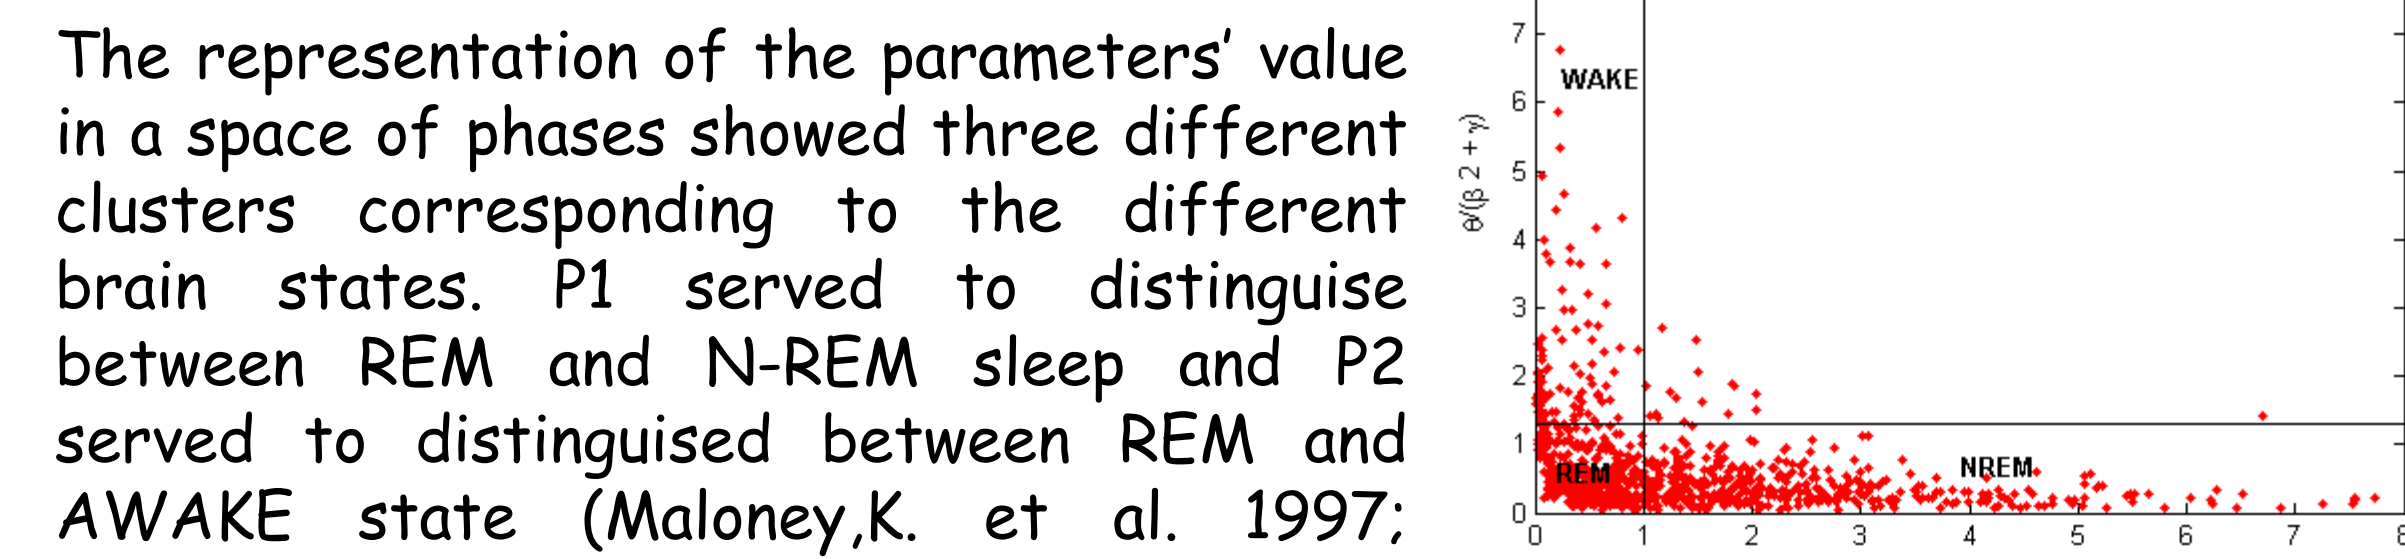 The representation of the parameters' value
in a space of phases showed three different
clusters corresponding to the different
brain states. P1 served to distinguise
between REM and N-REM sleep and P2
served to distinguised between REM and
AWAKE state (Maloney,K. et al. 1997;
θ/(β 2 + γ)
7
6
5
4
3
2
1
0
WAKE
REM
NREM
0 1 2 3 4 5 6 7 8